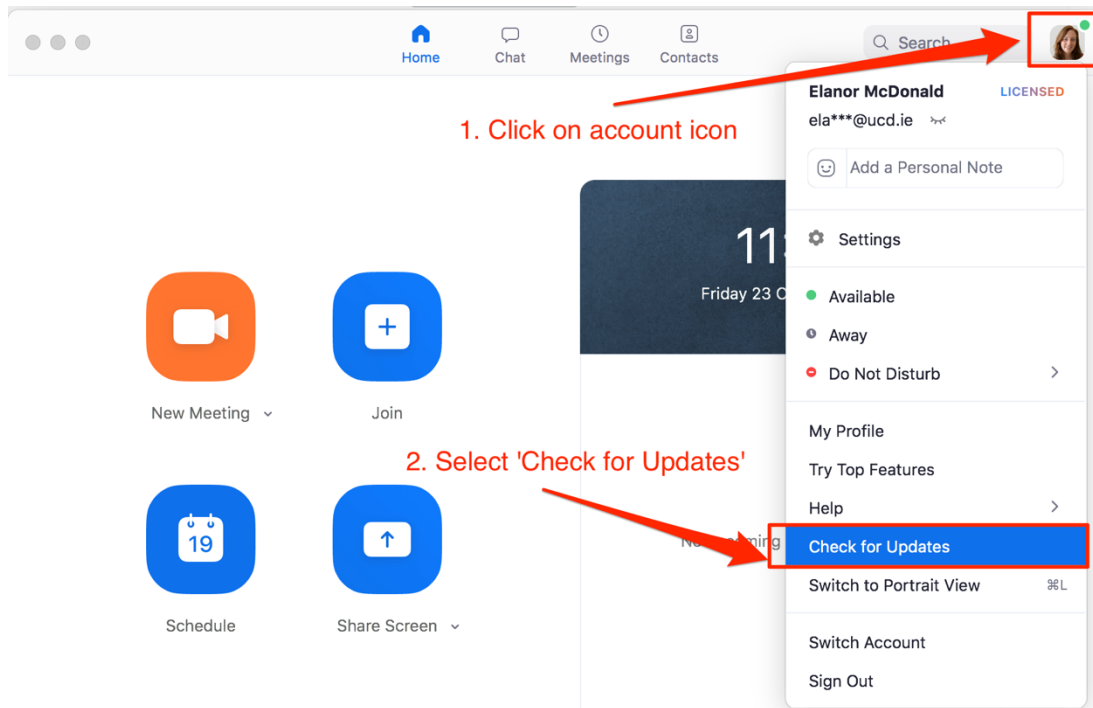 Home Chat Meetings Contacts Search
Elanor McDonald LICENSED
ela***@ucd.ie
1. Click on account icon
Add a Personal Note
11:
Settings
Friday 23 O
Available
Away
Do Not Disturb
New Meeting Join
My Profile
2. Select 'Check for Updates'
Try Top Features
Help
Check for Updates
19
Switch to Portrait View ⌘L
Schedule Share Screen
Switch Account
Sign Out